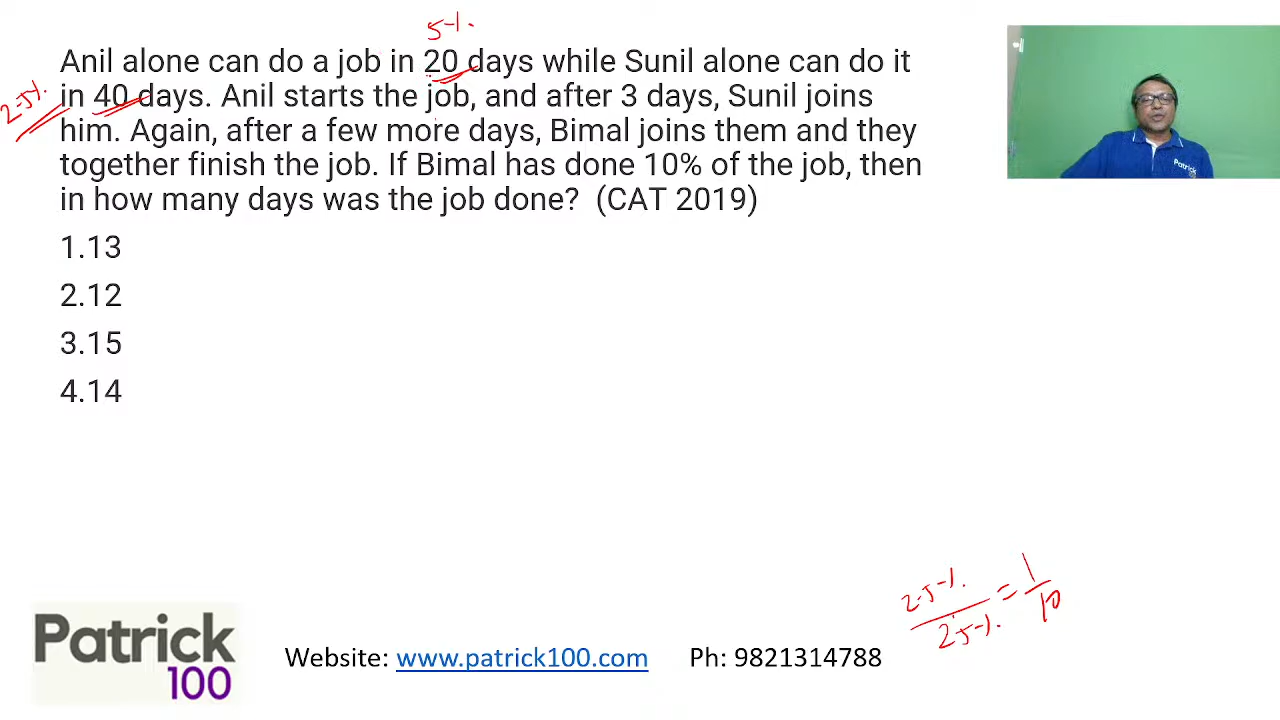 5%
Anil alone can do a job in 20 days while Sunil alone can do it
2.5%
in 40 days. Anil starts the job, and after 3 days, Sunil joins
him. Again, after a few more days, Bimal joins them and they
together finish the job. If Bimal has done 10% of the job, then
in how many days was the job done?  (CAT 2019)
1.13
2.12
3.15
4.14
Patrick
2.5% / 25% = 1/10
Patrick
100
Website: www.patrick100.com Ph: 9821314788